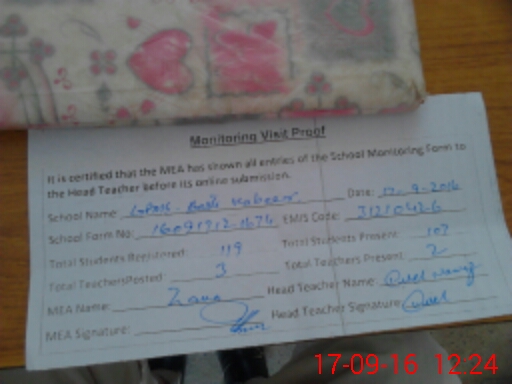 Monitoring Visit Proof
It is certified that the MEA has shown all entries of the School Monitoring Form to
the Head Teacher before its online submission.
School Name Date: 17-9-2016
School Form No: EMIS Code:
Total Students Registered: 119 Total Students Present: 107
Total TeachersPosted: 3 Total Teachers Present: 2
MEA Name: Head Teacher Name:
MEA Signature: Head Teacher Signature:
17-09-16 12:24